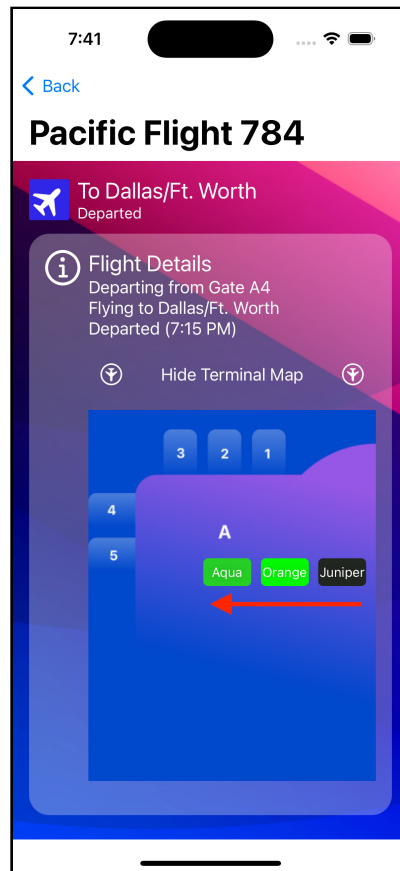 7:41
Back
Pacific Flight 784
To Dallas/Ft. Worth
Departed
Flight Details
Departing from Gate A4
Flying to Dallas/Ft. Worth
Departed (7:15 PM)
Hide Terminal Map
3 2 1
4
A
5
Aqua Orange Juniper